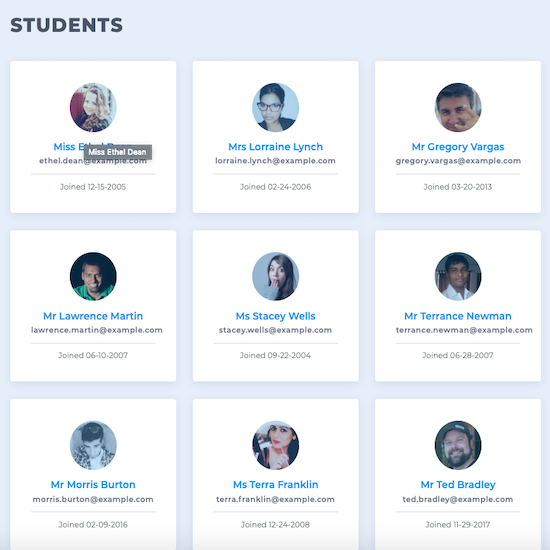 STUDENTS
Miss Ethel Dean
Miss Ethel Dean
ethel.dean@example.com
Joined 12-15-2005
Mrs Lorraine Lynch
lorraine.lynch@example.com
Joined 02-24-2006
Mr Gregory Vargas
gregory.vargas@example.com
Joined 03-20-2013
Mr Lawrence Martin
lawrence.martin@example.com
Joined 06-10-2007
Ms Stacey Wells
stacey.wells@example.com
Joined 09-22-2004
Mr Terrance Newman
terrance.newman@example.com
Joined 06-28-2007
Mr Morris Burton
morris.burton@example.com
Joined 02-09-2016
Ms Terra Franklin
terra.franklin@example.com
Joined 12-24-2008
Mr Ted Bradley
ted.bradley@example.com
Joined 11-29-2017